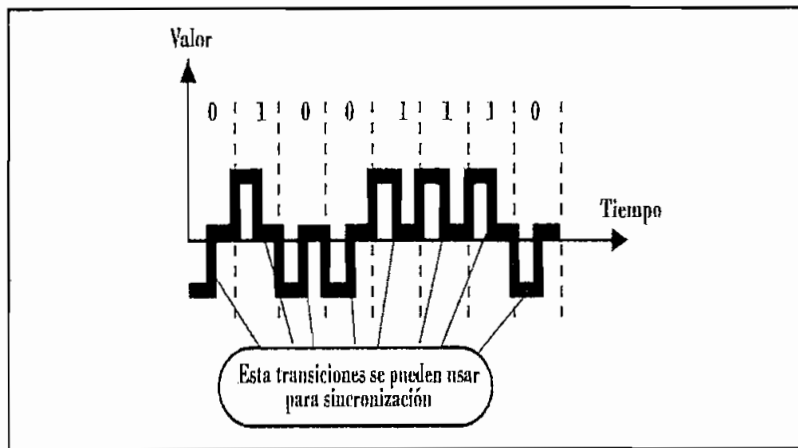 Valor
0 1 0 0 1 1 1 0
Tiempo
Esta transiciones se pueden usar
para sincronización